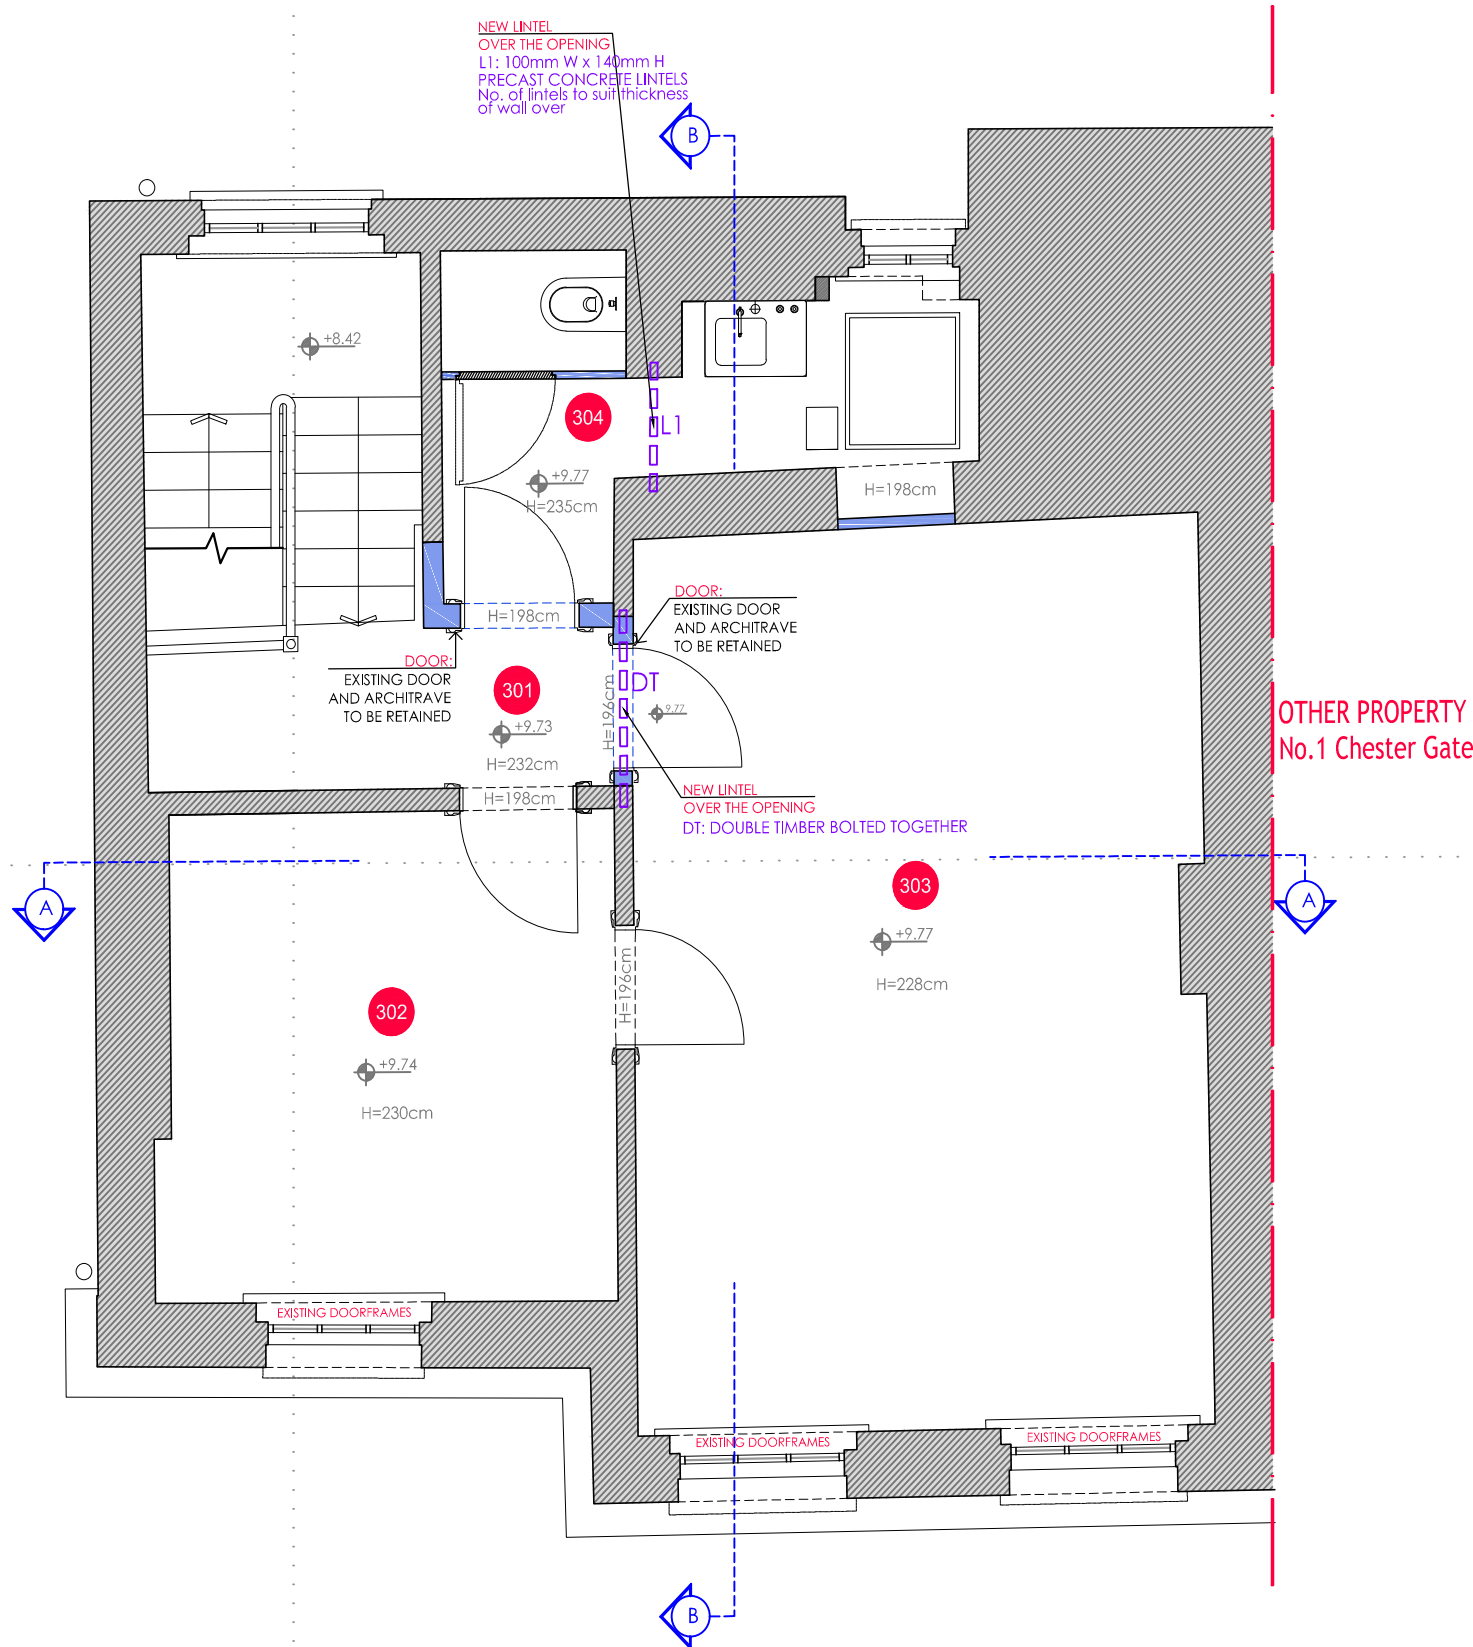 NEW LINTEL
OVER THE OPENING
L1: 100mm W x 140mm H
PRECAST CONCRETE LINTELS
No. of lintels to suit thickness
of wall over
B
+8.42
304
L1
+9.77
H=235cm
H=198cm
H=198cm
DOOR:
EXISTING DOOR
AND ARCHITRAVE
TO BE RETAINED
DOOR:
EXISTING DOOR
AND ARCHITRAVE
TO BE RETAINED
301
+9.73
H=232cm
H=196cm
DT
9.77
OTHER PROPERTY
No.1 Chester Gate
H=198cm
NEW LINTEL
OVER THE OPENING
DT: DOUBLE TIMBER BOLTED TOGETHER
A
303
A
+9.77
H=228cm
H=196cm
302
+9.74
H=230cm
EXISTING DOORFRAMES
EXISTING DOORFRAMES
EXISTING DOORFRAMES
B